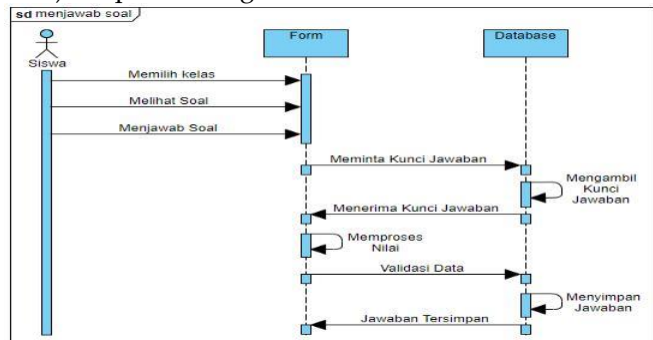 sd menjawab soal
Form
Database
Siswa
Memilih kelas
Melihat Soal
Menjawab Soal
Meminta Kunci Jawaban
Mengambil
Kunci
Jawaban
Menerima Kunci Jawaban
Memproses
Nilai
Validasi Data
Menyimpan
Jawaban
Jawaban Tersimpan